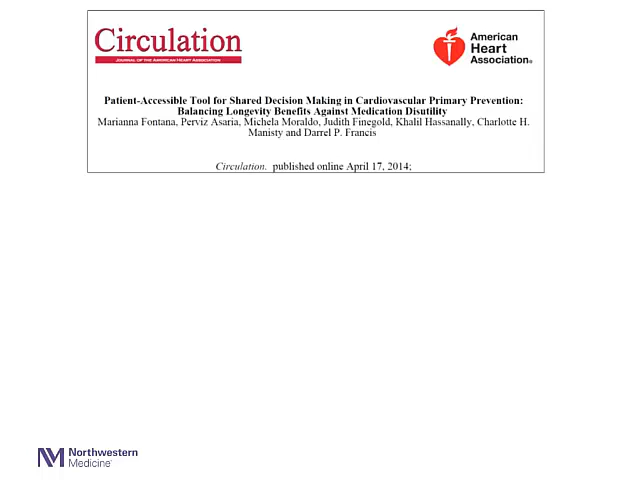 Circulation
JOURNAL OF THE AMERICAN HEART ASSOCIATION
American
Heart
Association®
Patient-Accessible Tool for Shared Decision Making in Cardiovascular Primary Prevention:
Balancing Longevity Benefits Against Medication Disutility
Marianna Fontana, Perviz Asaria, Michela Moraldo, Judith Finegold, Khalil Hassanally, Charlotte H.
Manisty and Darrel P. Francis
Circulation. published online April 17, 2014;
Northwestern
Medicine®